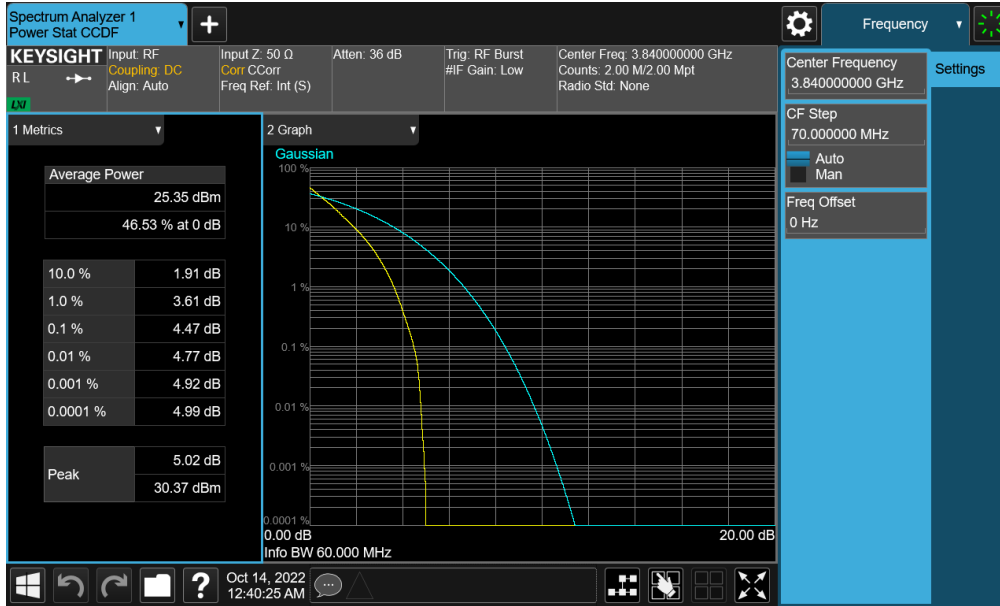 Spectrum Analyzer 1
Power Stat CCDF
+
Frequency
KEYSIGHT
Input: RF
Input Z: 50 Ω
Atten: 36 dB
Trig: RF Burst
Center Freq: 3.840000000 GHz
RL
Coupling: DC
Corr CCorr
#IF Gain: Low
Counts: 2.00 M/2.00 Mpt
Align: Auto
Freq Ref: Int (S)
Radio Std: None
LXI
Center Frequency
3.840000000 GHz
Settings
CF Step
70.000000 MHz
Auto
Man
Freq Offset
0 Hz
1 Metrics
Average Power
25.35 dBm
46.53 % at 0 dB
10.0 % 1.91 dB
1.0 % 3.61 dB
0.1 % 4.47 dB
0.01 % 4.77 dB
0.001 % 4.92 dB
0.0001 % 4.99 dB
Peak
5.02 dB
30.37 dBm
2 Graph
Gaussian
100 %
10 %
1 %
0.1 %
0.01 %
0.001 %
0.0001 %
0.00 dB
20.00 dB
Info BW 60.000 MHz
?
Oct 14, 2022
12:40:25 AM